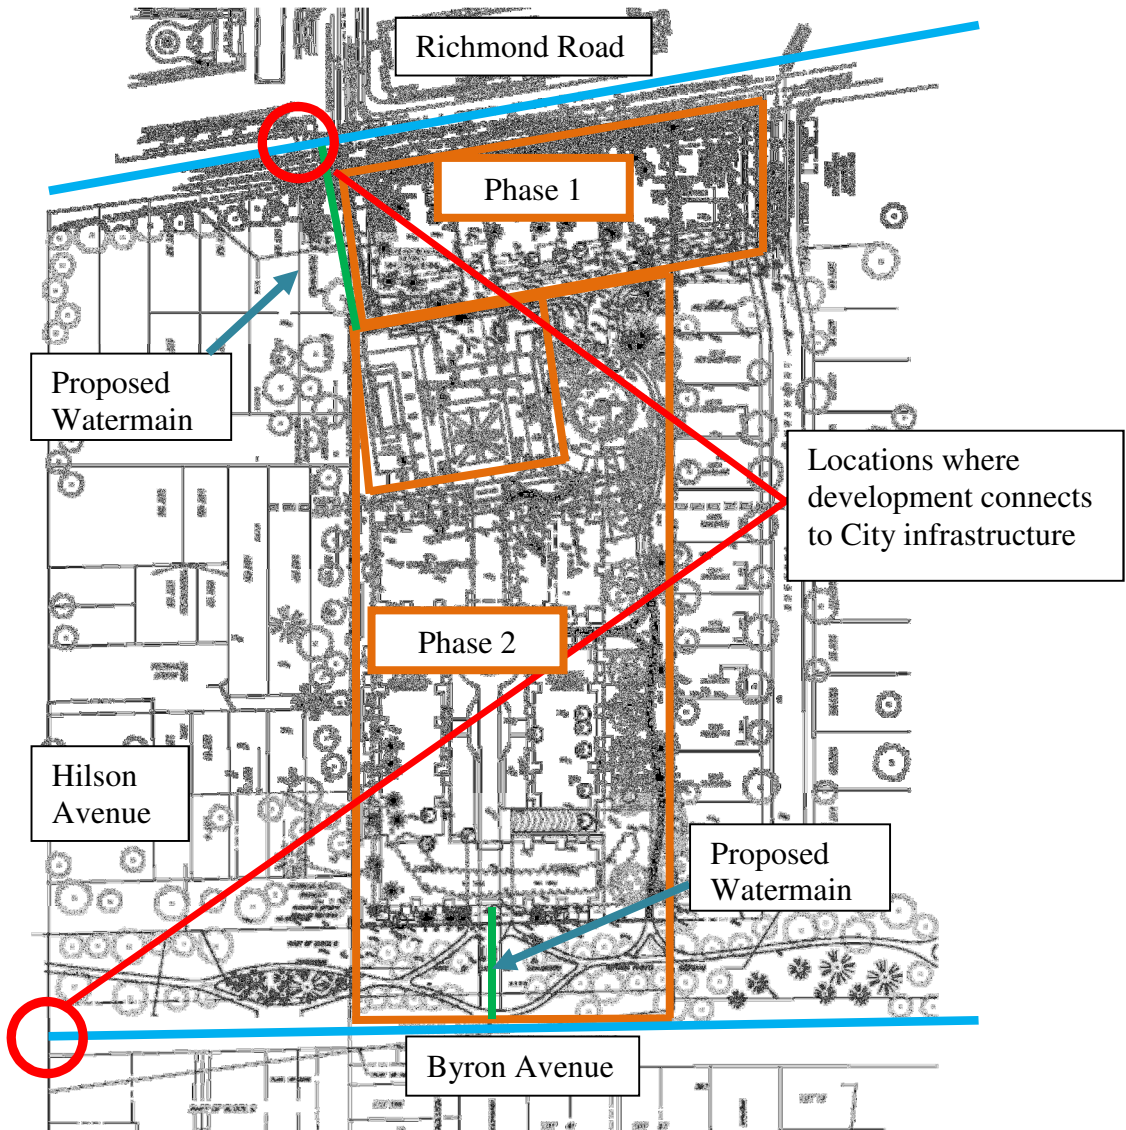 Richmond Road
Phase 1
Proposed
Watermain
Locations where
development connects
to City infrastructure
Phase 2
Hilson
Avenue
Proposed
Watermain
Byron Avenue